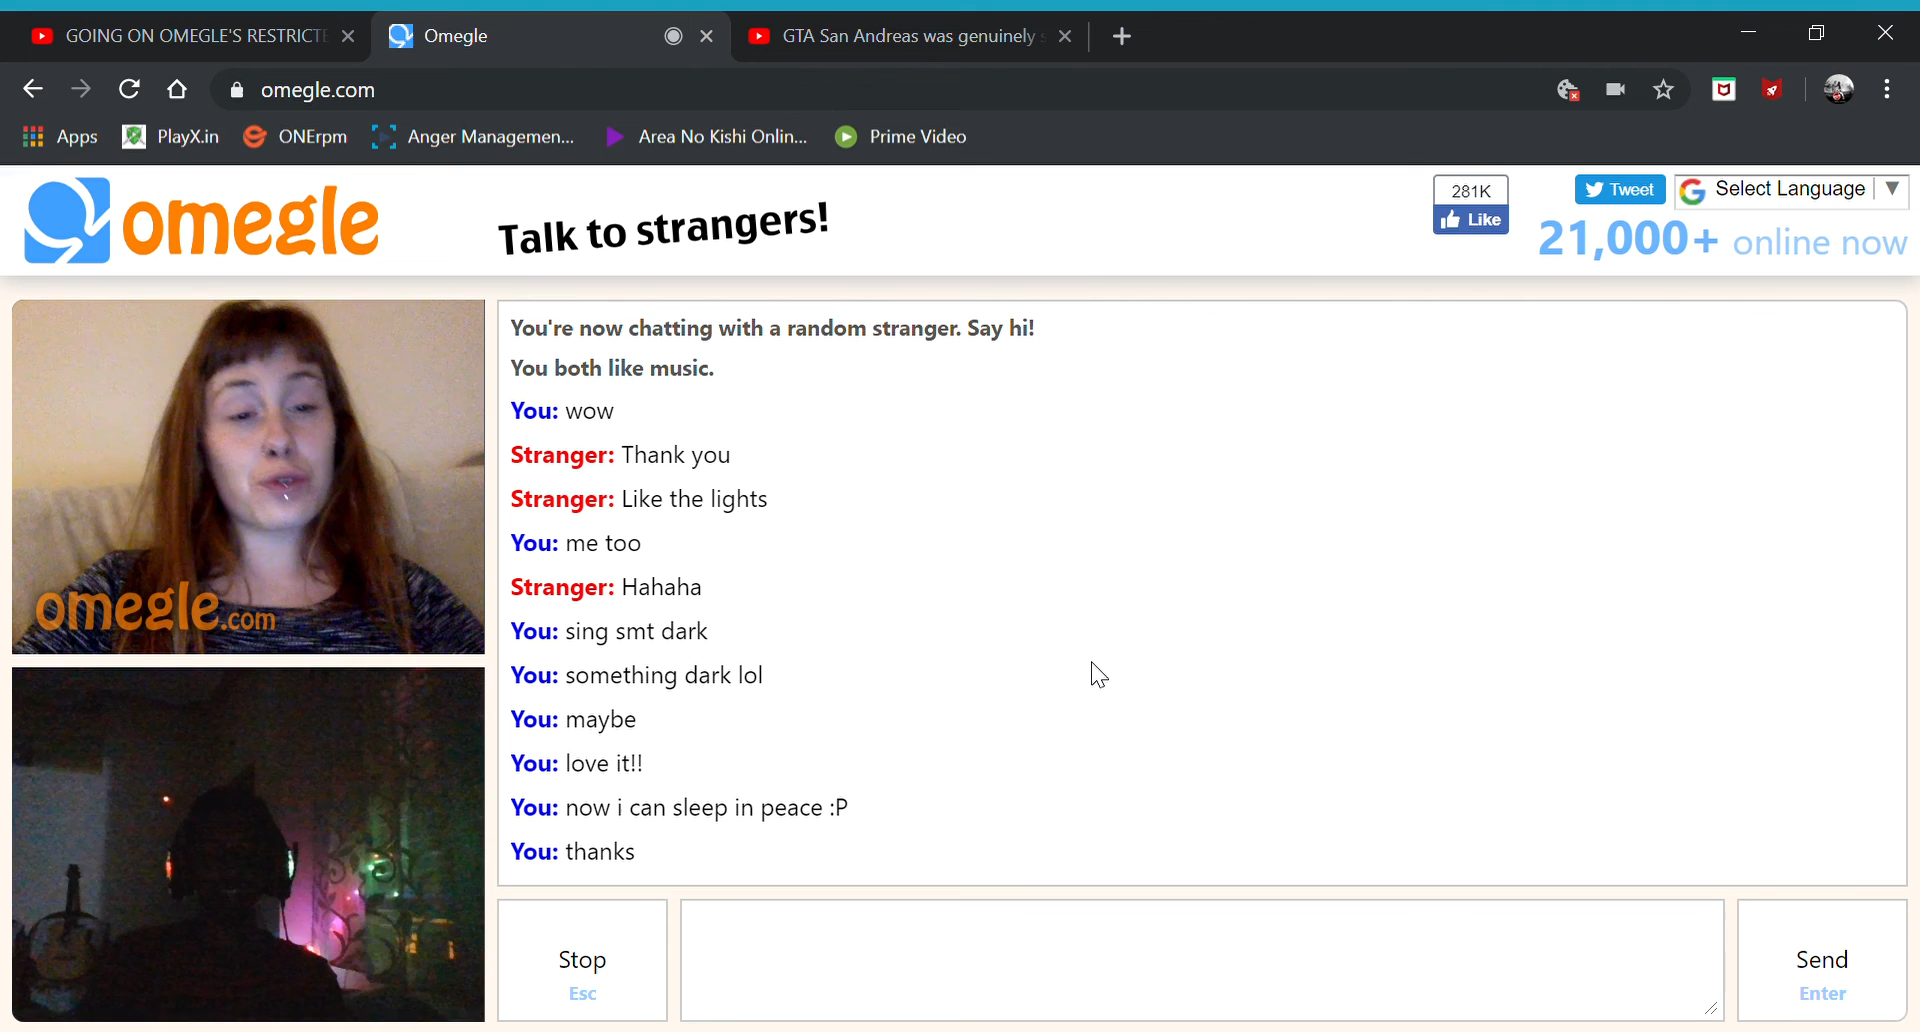 GOING ON OMEGLE'S RESTRICTE
Omegle
GTA San Andreas was genuinely s
omegle.com
Apps
PlayX.in
ONErpm
Anger Managemen...
Area No Kishi Onlin...
Prime Video
omegle
Talk to strangers!
281K
Like
Tweet
Select Language
21,000+ online now
omegle.com
You're now chatting with a random stranger. Say hi!
You both like music.
You: wow
Stranger: Thank you
Stranger: Like the lights
You: me too
Stranger: Hahaha
You: sing smt dark
You: something dark lol
You: maybe
You: love it!!
You: now i can sleep in peace :P
You: thanks
Stop
Esc
Send
Enter